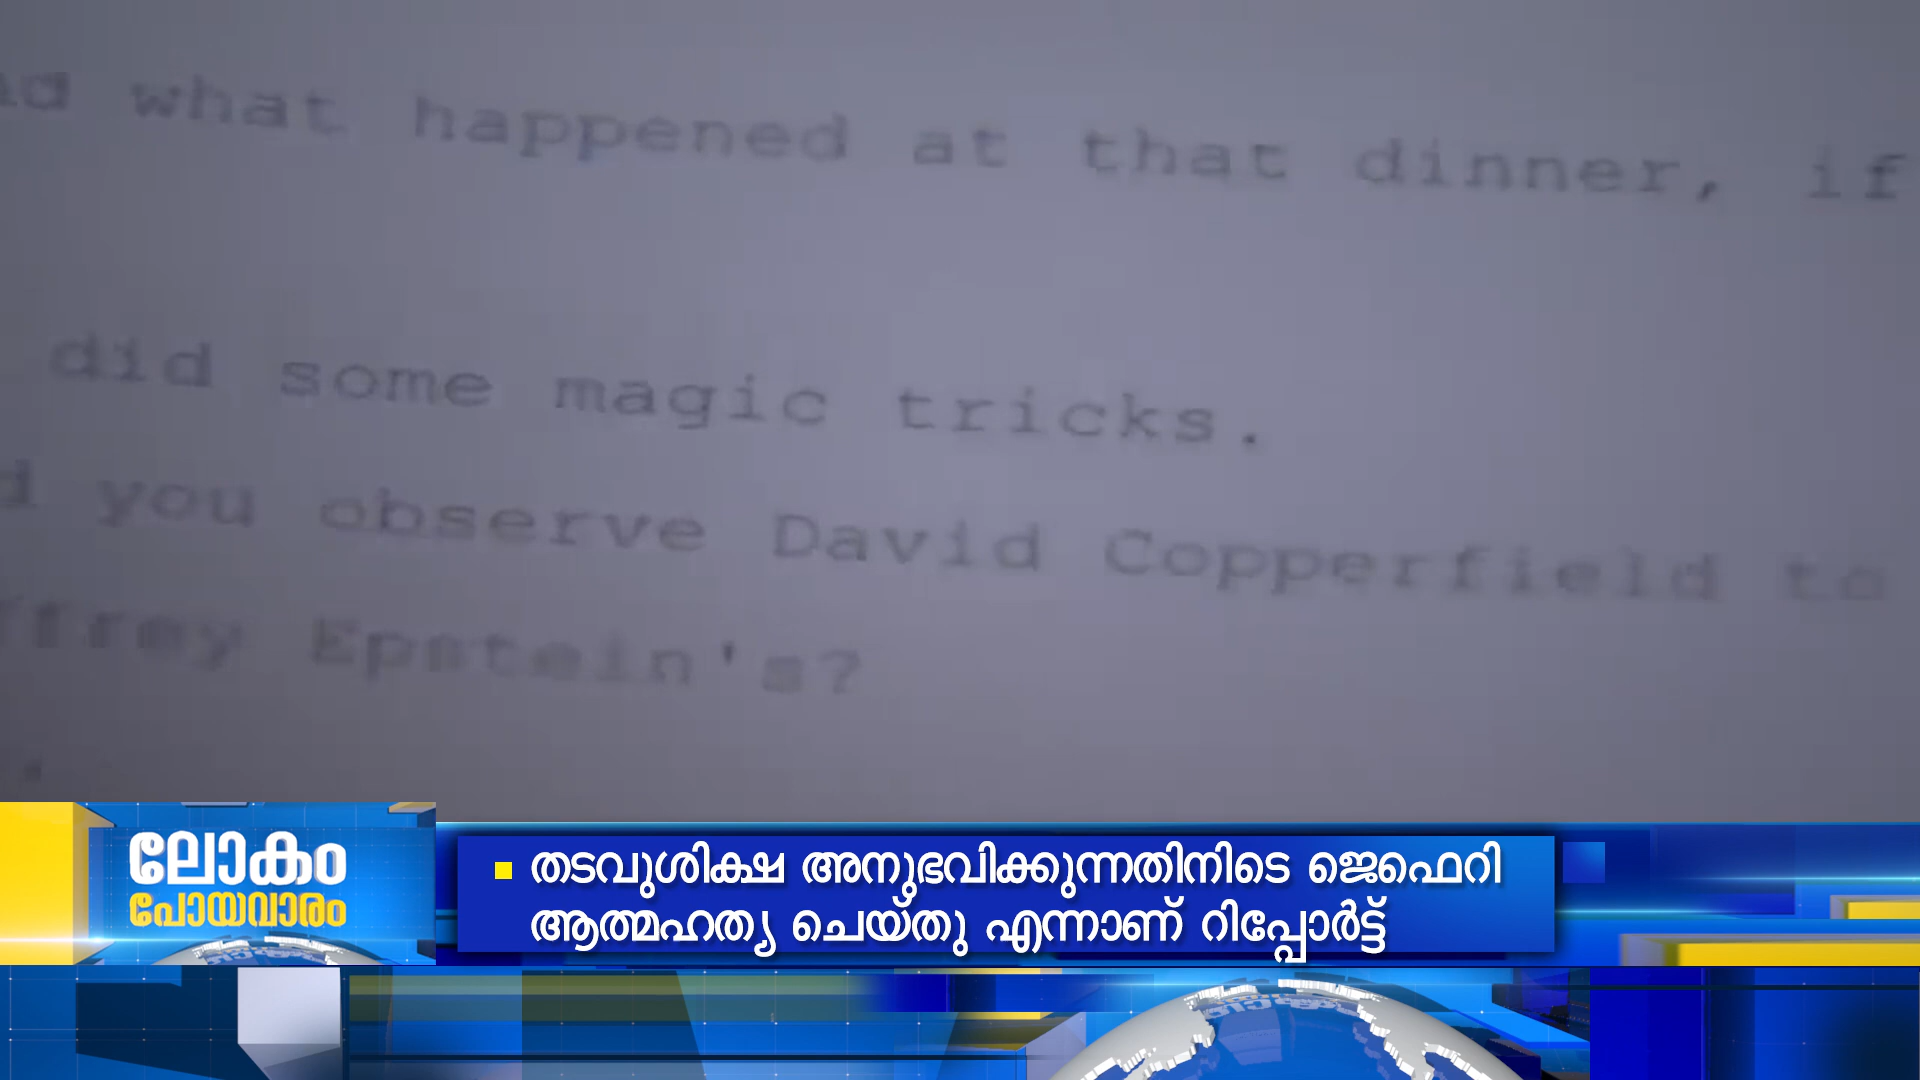 what happened at that dinner, if
did some magic tricks.
you observe David Copperfield to
Epstein's?
ലോകം
പോയവാരം
തടവുശിക്ഷ അനുഭവിക്കുന്നതിനിടെ ജെഫെറി
ആത്മഹത്യ ചെയ്തു എന്നാണ് റിപ്പോർട്ട്